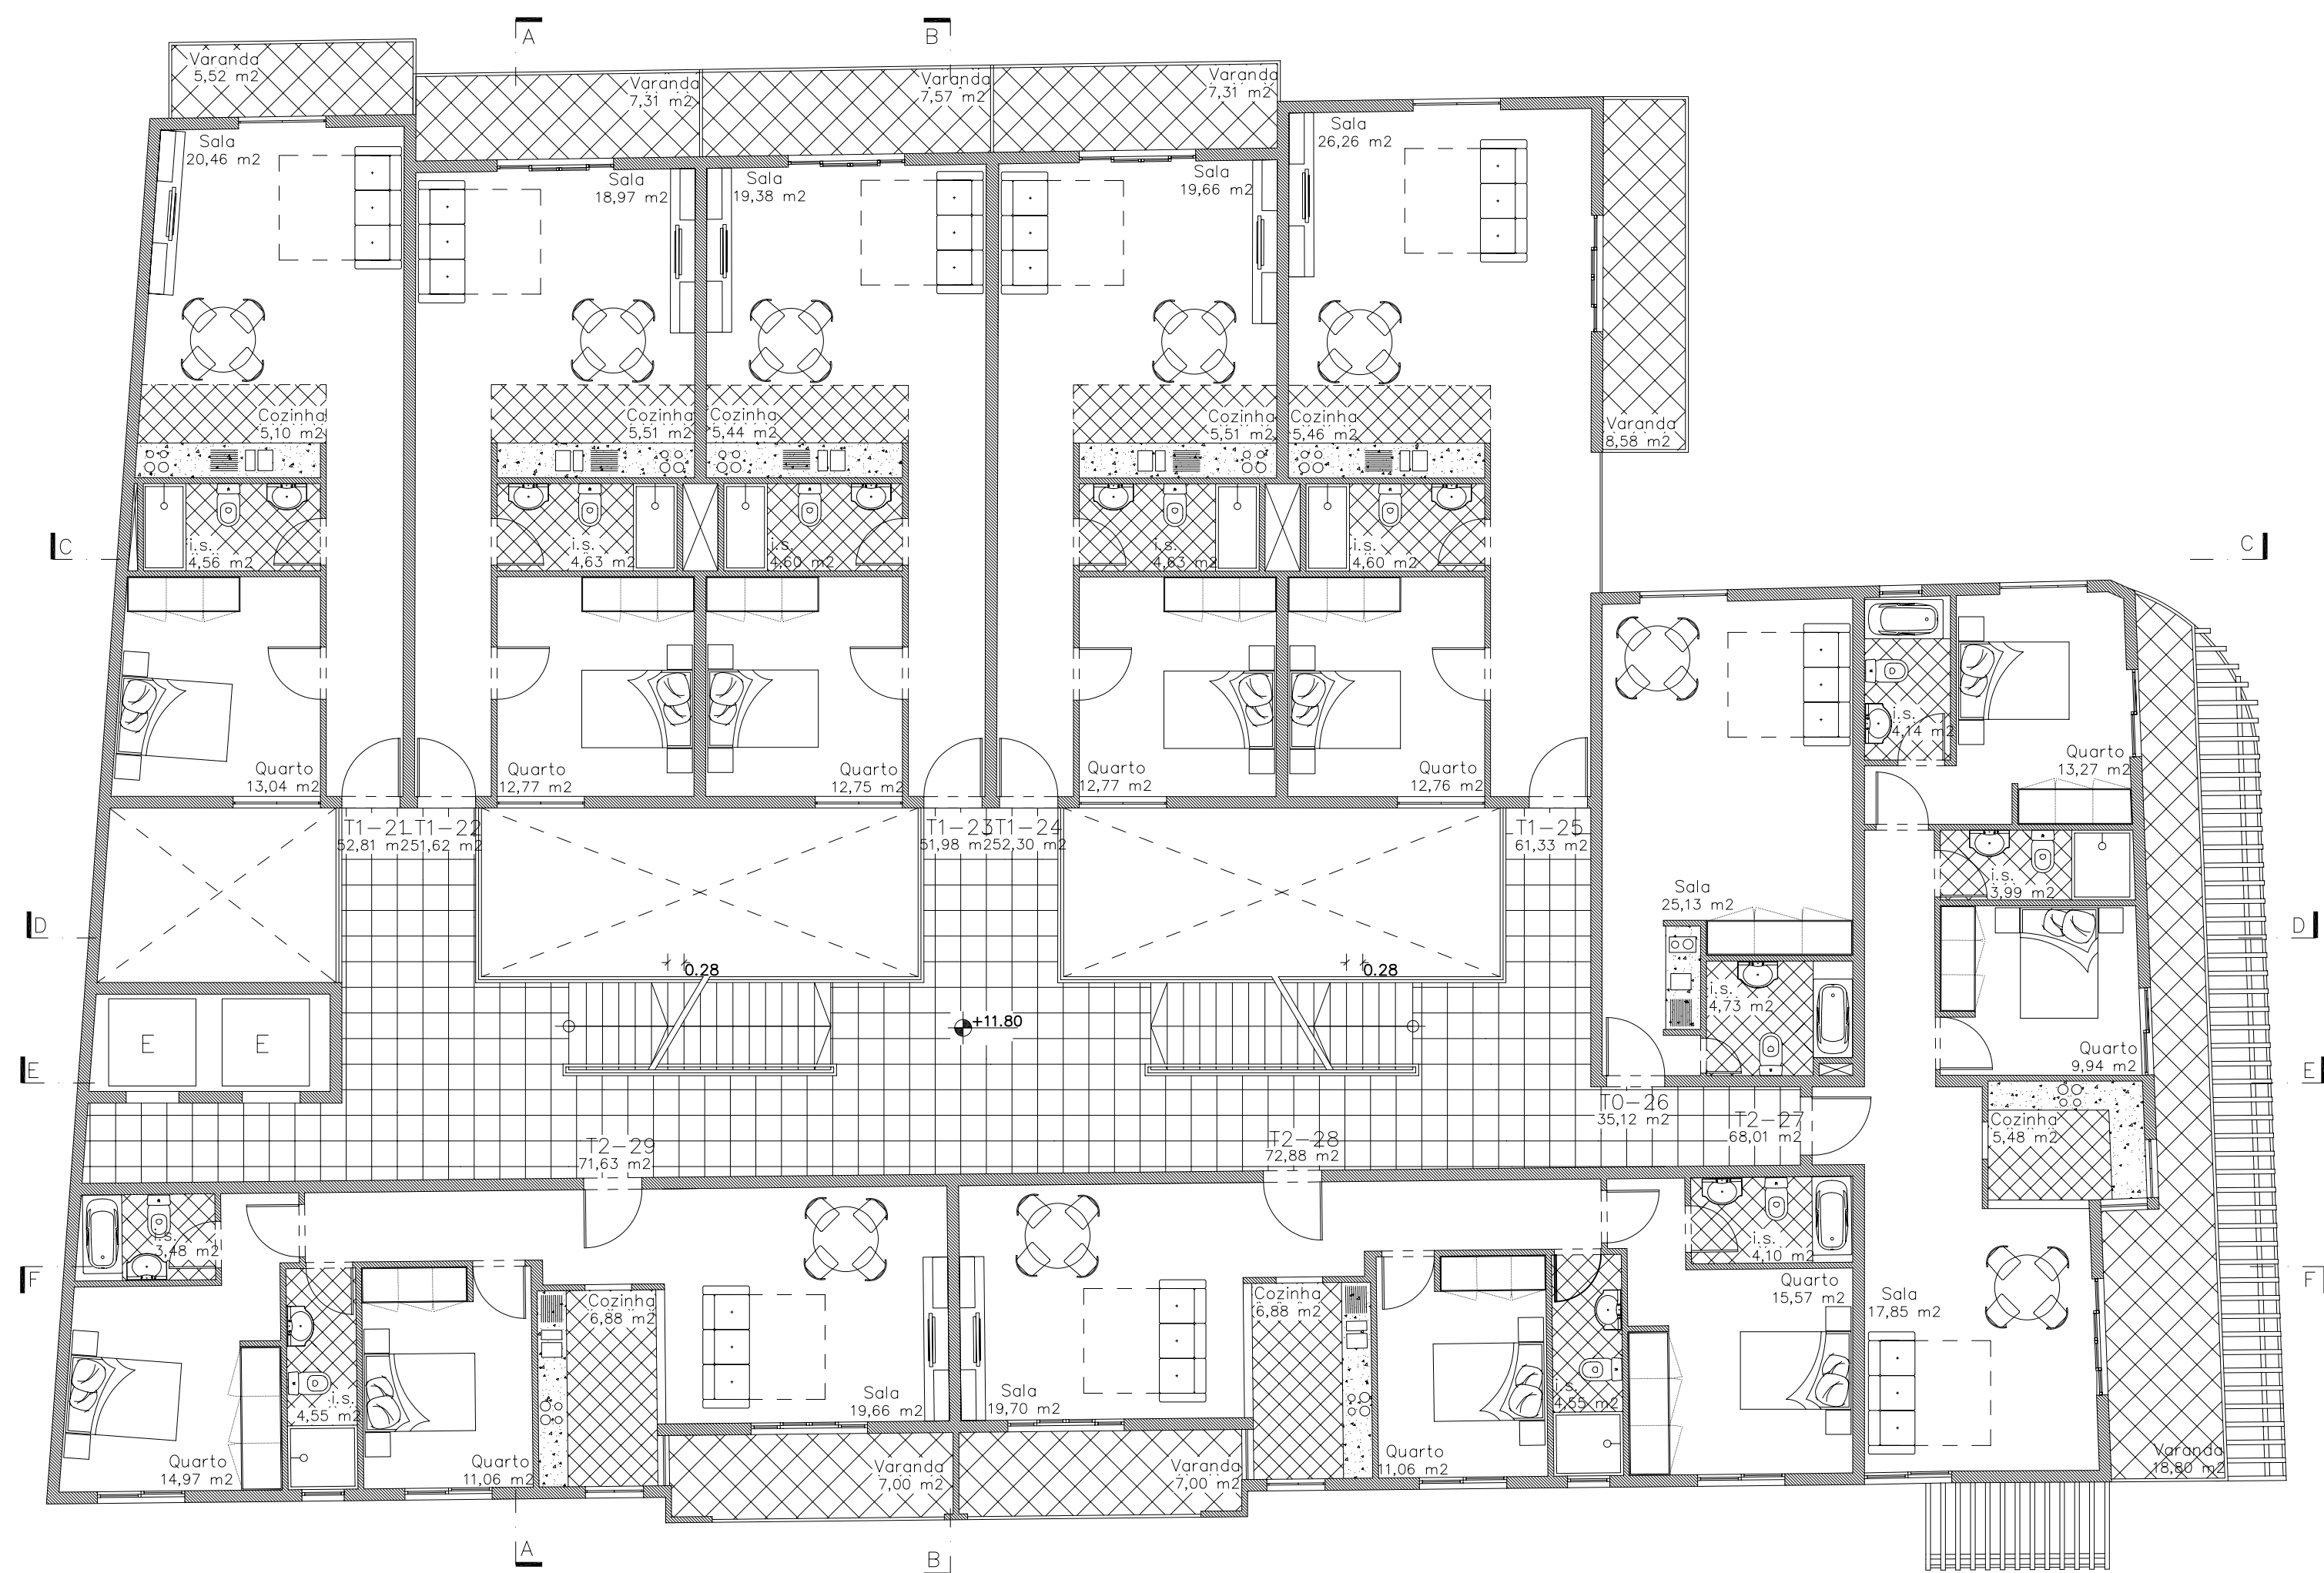 A
B
Varanda
5,52 m2
Varanda
7,31 m2
Varanda
7,57 m2
Varanda
7,31 m2
Sala
20,46 m2
Sala
18,97 m2
Sala
19,38 m2
Sala
19,66 m2
Sala
26,26 m2
Cozinha
5,10 m2
Cozinha
5,51 m2
Cozinha
5,44 m2
Cozinha
5,51 m2
Cozinha
5,46 m2
Varanda
8,58 m2
C
i.s.
4,56 m2
i.s.
4,63 m2
i.s.
4,60 m2
i.s.
4,63 m2
i.s.
4,60 m2
C
i.s.
4,14 m2
Quarto
13,27 m2
Quarto
13,04 m2
Quarto
12,77 m2
Quarto
12,75 m2
Quarto
12,77 m2
Quarto
12,76 m2
T1-21
52,81 m2
T1-22
51,62 m2
T1-23
51,98 m2
T1-24
52,30 m2
T1-25
61,33 m2
Sala
25,13 m2
i.s.
3,99 m2
D
D
0.28
0.28
i.s.
4,73 m2
+11.80
E
E
E
E
Quarto
9,94 m2
T0-26
35,12 m2
T2-27
68,01 m2
Cozinha
5,48 m2
T2-29
71,63 m2
T2-28
72,88 m2
i.s.
3,48 m2
i.s.
4,10 m2
F
F
Cozinha
6,88 m2
Cozinha
6,88 m2
Quarto
15,57 m2
Sala
17,85 m2
i.s.
4,55 m2
Sala
19,66 m2
Sala
19,70 m2
i.s.
4,55 m2
Quarto
14,97 m2
Quarto
11,06 m2
Varanda
7,00 m2
Varanda
7,00 m2
Quarto
11,06 m2
Varanda
18,80 m2
A
B